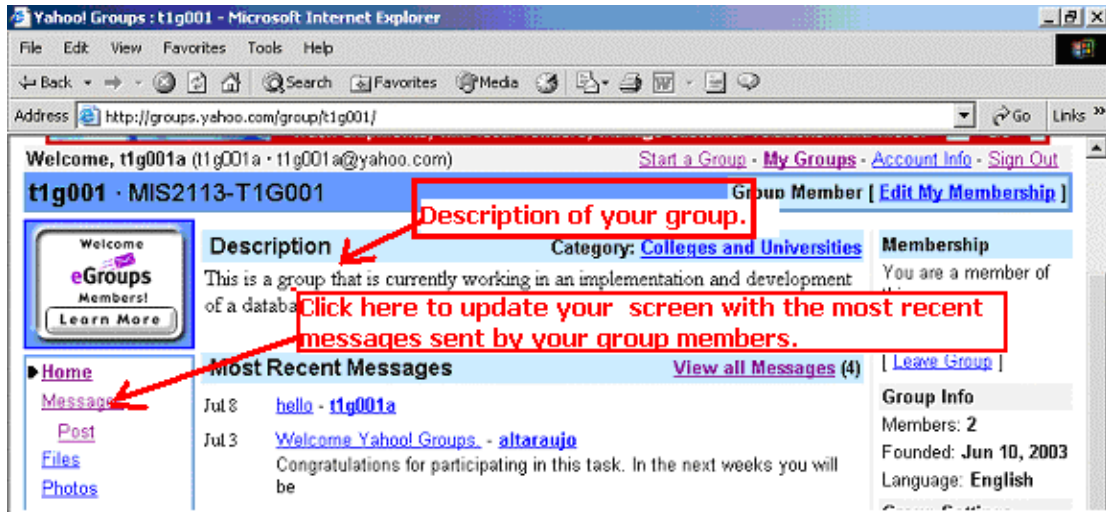 Yahoo! Groups : t1g001 - Microsoft Internet Explorer
File Edit View Favorites Tools Help
Back Search Favorites Media
Address http://groups.yahoo.com/group/t1g001/ Go Links »
Welcome, t1g001a (t1g001a · t1g001a@yahoo.com) Start a Group - My Groups - Account Info - Sign Out
t1g001 · MIS2113-T1G001 Group Member [ Edit My Membership ]
Description of your group.
Welcome
eGroups
Members!
Learn More
Description Category: Colleges and Universities
This is a group that is currently working in an implementation and development
of a databa
Click here to update your screen with the most recent
messages sent by your group members.
Membership
You are a member of
[ Leave Group ]
Home
Messages
Post
Files
Photos
Most Recent Messages View all Messages (4)
Jul 8 hello - t1g001a
Jul 3 Welcome Yahoo! Groups. - altaraujo
Congratulations for participating in this task. In the next weeks you will
be
Group Info
Members: 2
Founded: Jun 10, 2003
Language: English